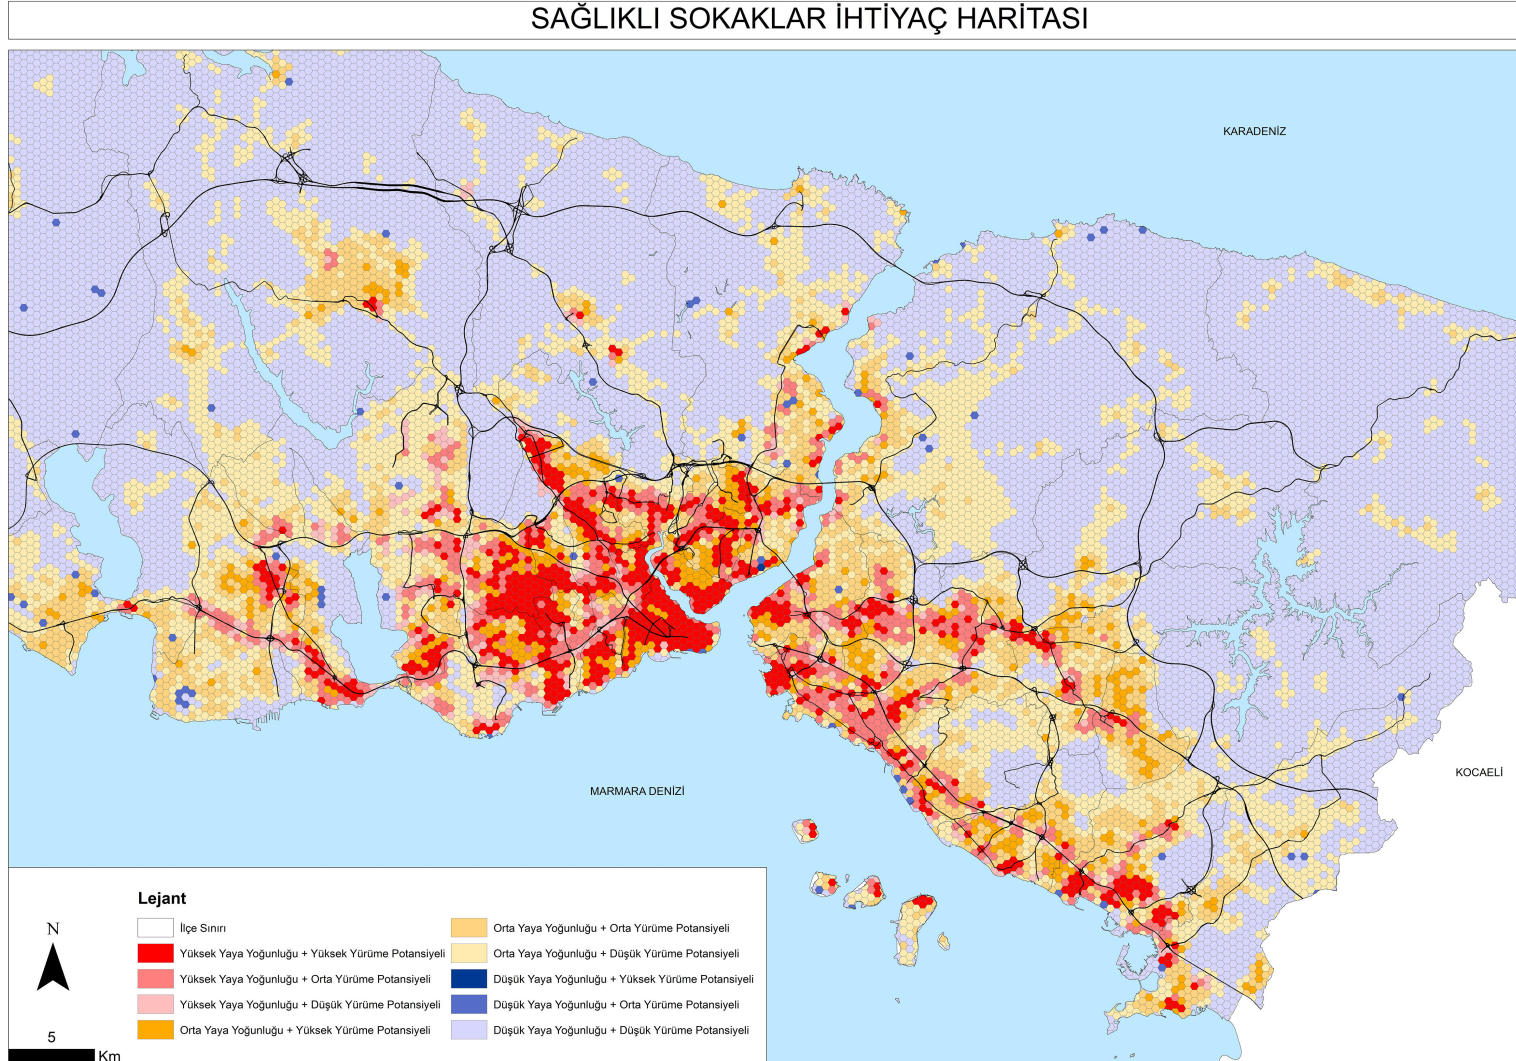 SAĞLIKLI SOKAKLAR İHTİYAÇ HARİTASI
KARADENİZ
KOCAELİ
MARMARA DENİZİ
Lejant
N
İlçe Sınırı
Yüksek Yaya Yoğunluğu + Yüksek Yürüme Potansiyeli
Yüksek Yaya Yoğunluğu + Orta Yürüme Potansiyeli
Yüksek Yaya Yoğunluğu + Düşük Yürüme Potansiyeli
Orta Yaya Yoğunluğu + Yüksek Yürüme Potansiyeli
Orta Yaya Yoğunluğu + Orta Yürüme Potansiyeli
Orta Yaya Yoğunluğu + Düşük Yürüme Potansiyeli
Düşük Yaya Yoğunluğu + Yüksek Yürüme Potansiyeli
Düşük Yaya Yoğunluğu + Orta Yürüme Potansiyeli
Düşük Yaya Yoğunluğu + Düşük Yürüme Potansiyeli
5
Km